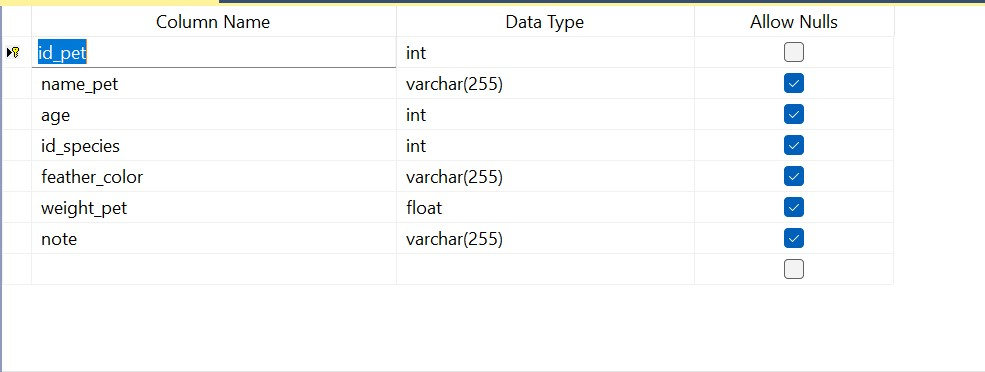 Column Name Data Type Allow Nulls
id_pet int
name_pet varchar(255)
age int
id_species int
feather_color varchar(255)
weight_pet float
note varchar(255)